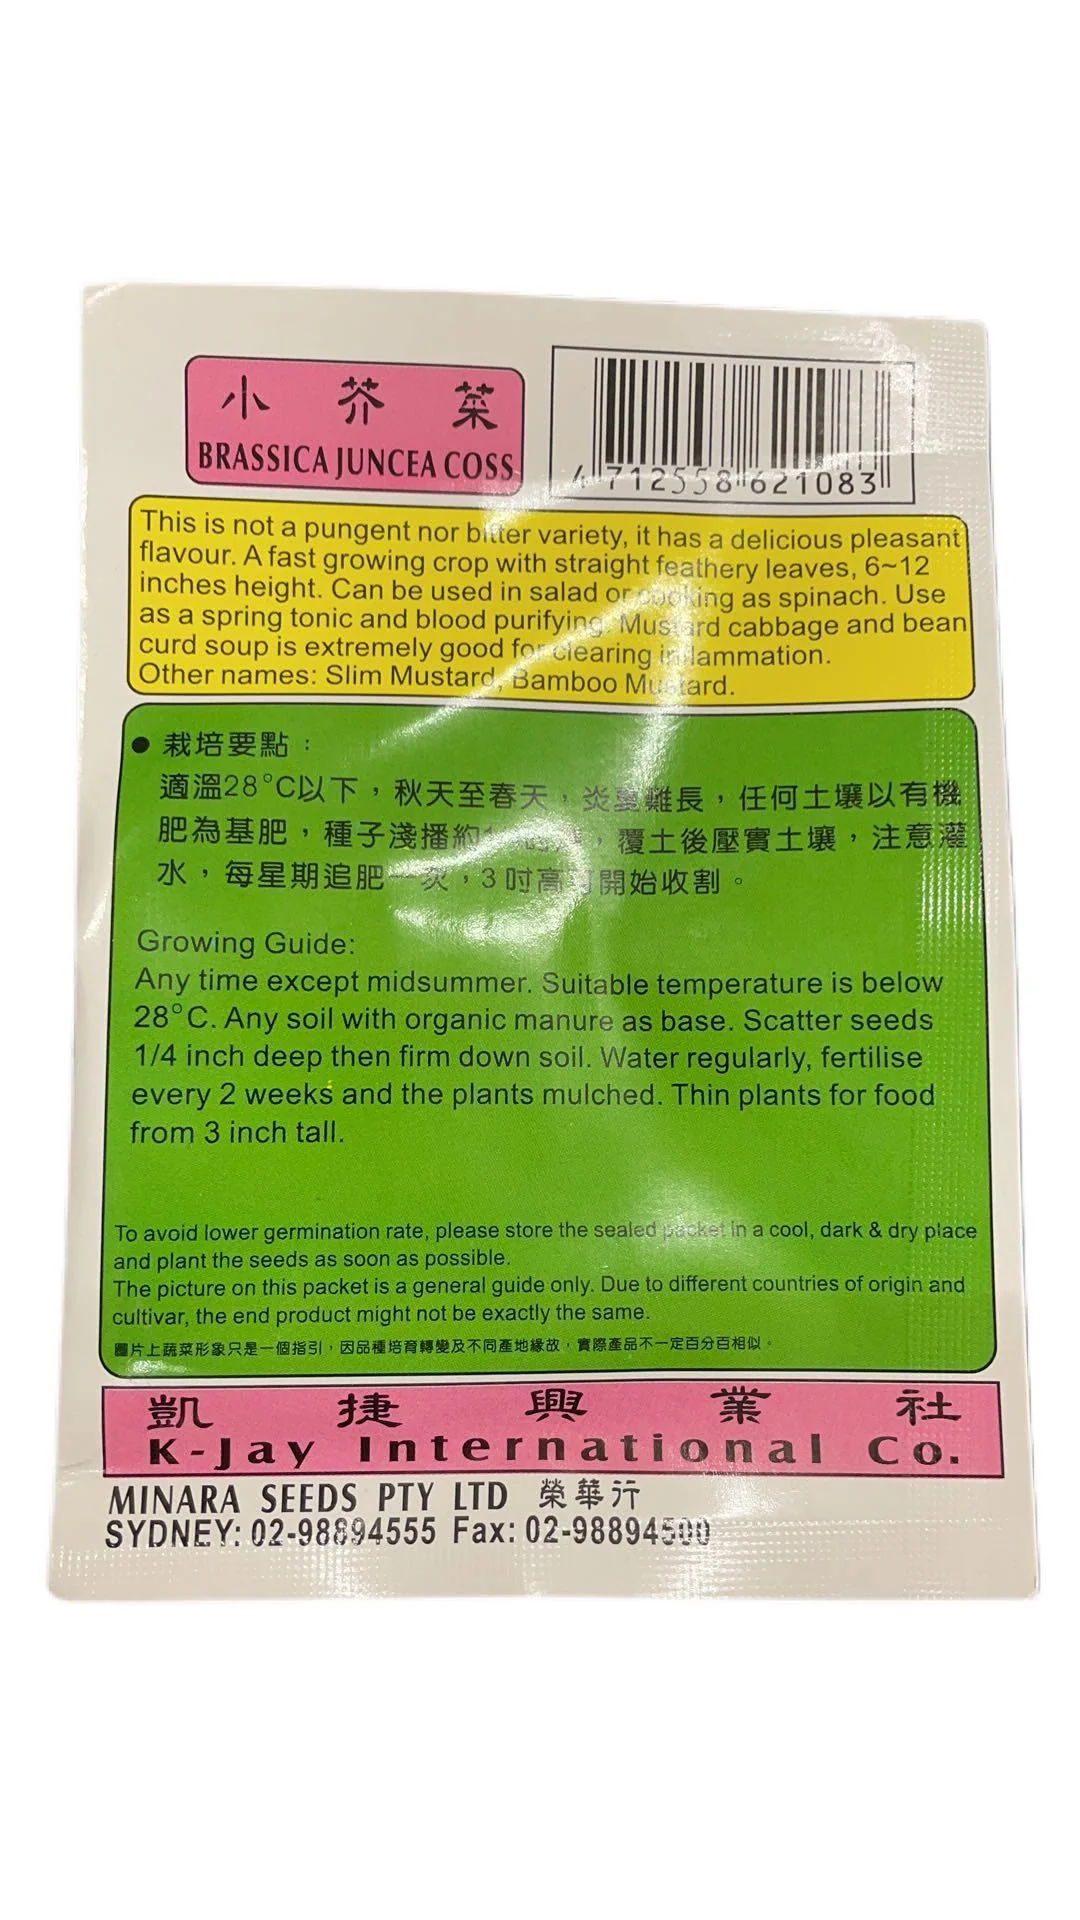 小芥菜
BRASSICA JUNCEA COSS
4 712558 621083
This is not a pungent nor bitter variety, it has a delicious pleasant
flavour. A fast growing crop with straight feathery leaves, 6~12
inches height. Can be used in salad or cooking as spinach. Use
as a spring tonic and blood purifying. Mustard cabbage and bean
curd soup is extremely good for clearing inflammation.
Other names: Slim Mustard, Bamboo Mustard.
● 栽培要點：
適溫28°C以下，秋天至春天，炎夏難長，任何土壤以有機
肥為基肥，種子淺播約，覆土後壓實土壤，注意灌
水，每星期追肥一次，3吋高可開始收割。
Growing Guide:
Any time except midsummer. Suitable temperature is below
28°C. Any soil with organic manure as base. Scatter seeds
1/4 inch deep then firm down soil. Water regularly, fertilise
every 2 weeks and the plants mulched. Thin plants for food
from 3 inch tall.
To avoid lower germination rate, please store the sealed packet in a cool, dark & dry place
and plant the seeds as soon as possible.
The picture on this packet is a general guide only. Due to different countries of origin and
cultivar, the end product might not be exactly the same.
圖片上蔬菜形象只是一個指引，因品種培育轉變及不同產地緣故，實際產品不一定百分百相似。
凱捷興業社
K-Jay International Co.
MINARA SEEDS PTY LTD 榮華行
SYDNEY: 02-98894555 Fax: 02-98894500